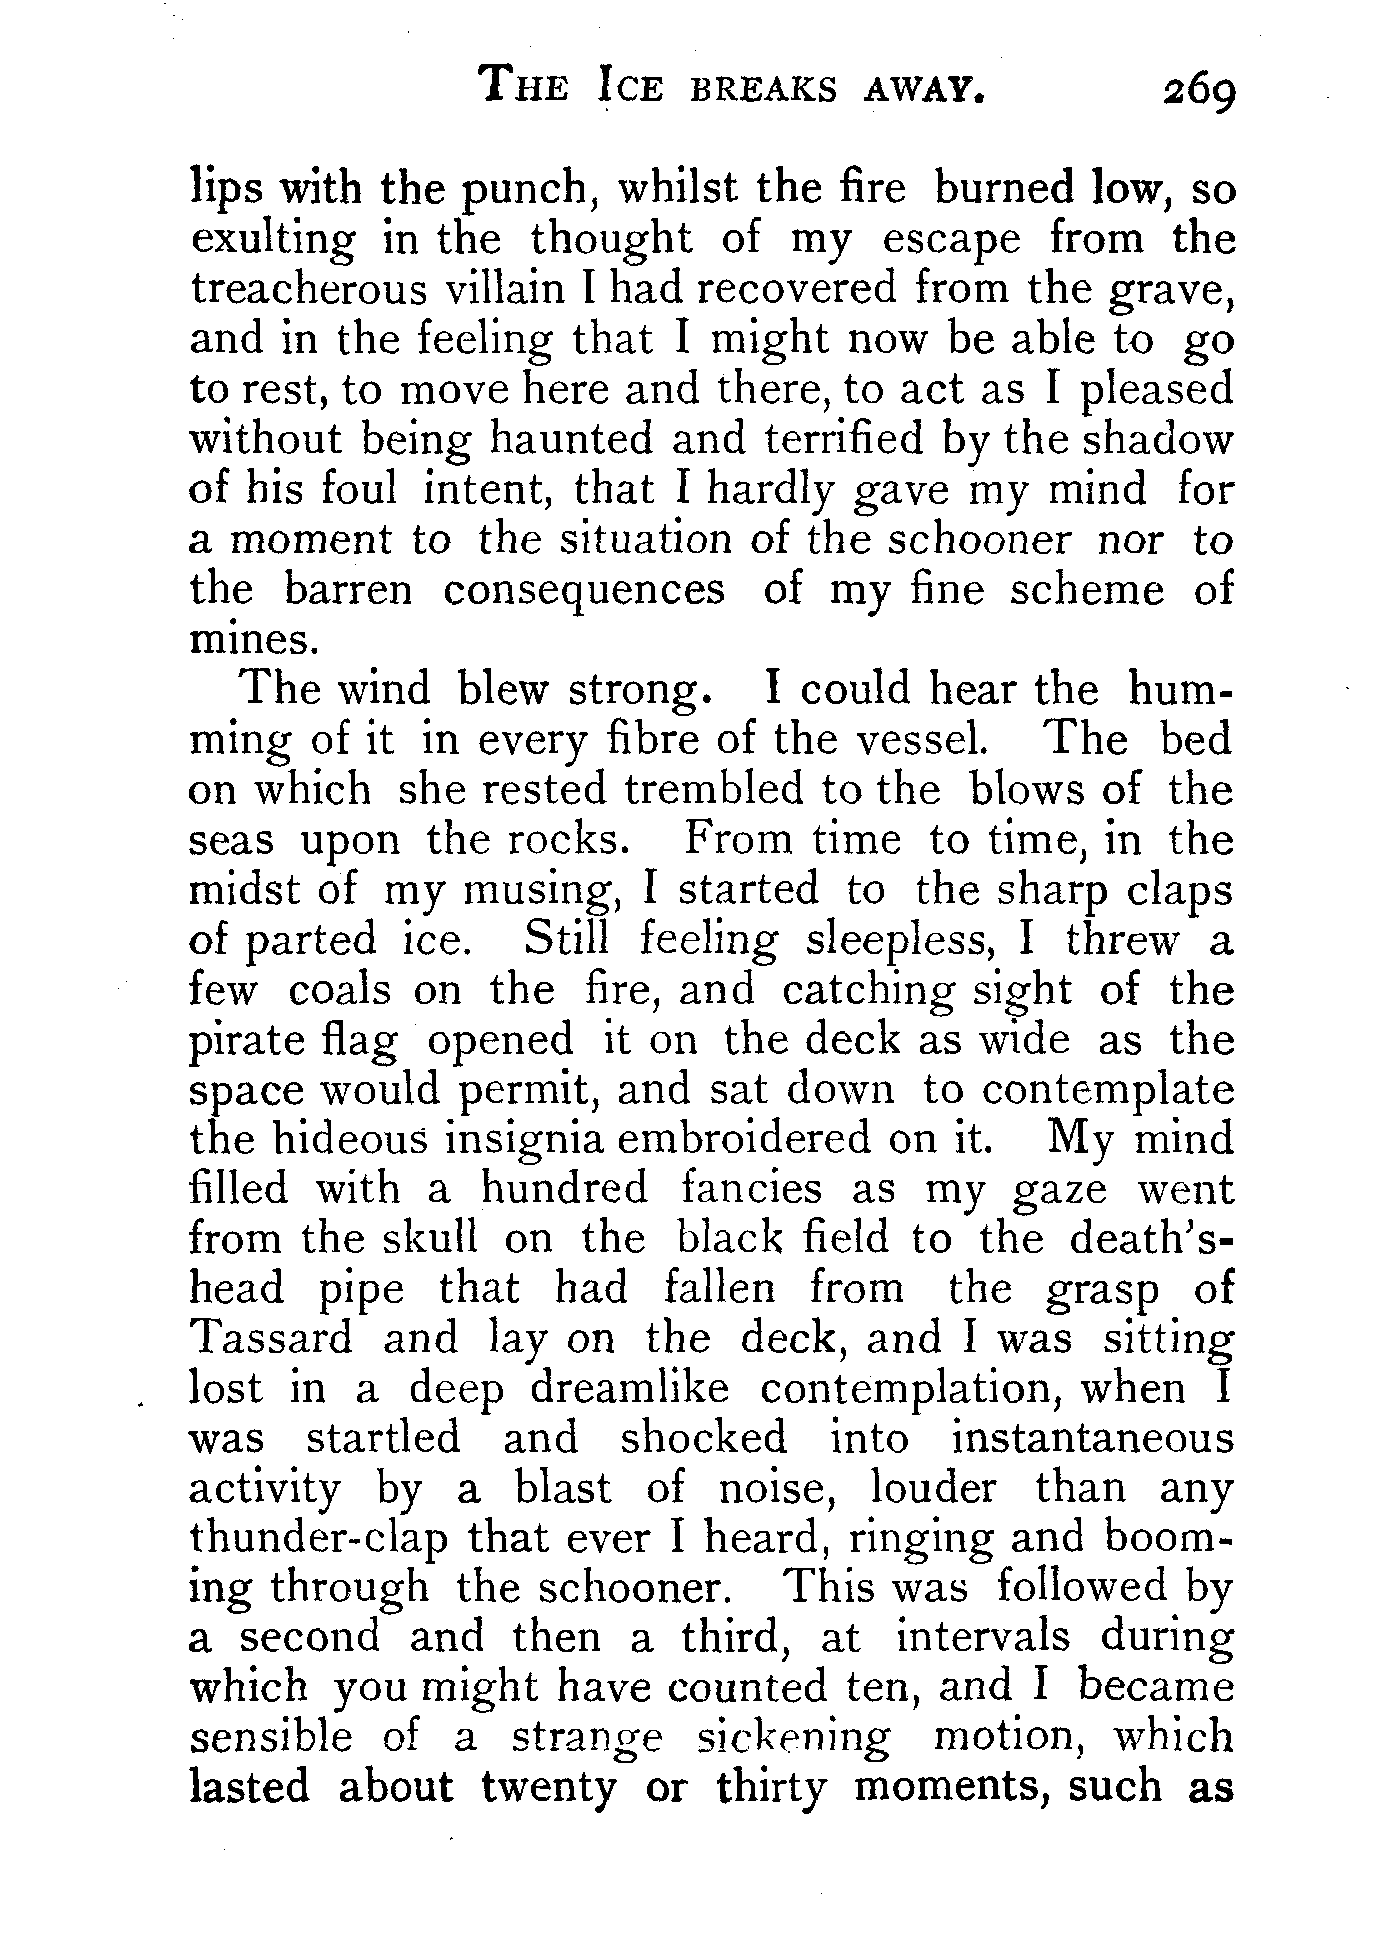 THE ICE BREAKS AWAY. 269
lips with the punch, whilst the fire burned low, so
exulting in the thought of my escape from the
treacherous villain I had recovered from the grave,
and in the feeling that I might now be able to go
to rest, to move here and there, to act as I pleased
without being haunted and terrified by the shadow
of his foul intent, that I hardly gave my mind for
a moment to the situation of the schooner nor to
the barren consequences of my fine scheme of
mines.
The wind blew strong. I could hear the hum-
ming of it in every fibre of the vessel. The bed
on which she rested trembled to the blows of the
seas upon the rocks. From time to time, in the
midst of my musing, I started to the sharp claps
of parted ice. Still feeling sleepless, I threw a
few coals on the fire, and catching sight of the
pirate flag opened it on the deck as wide as the
space would permit, and sat down to contemplate
the hideous insignia embroidered on it. My mind
filled with a hundred fancies as my gaze went
from the skull on the black field to the death's-
head pipe that had fallen from the grasp of
Tassard and lay on the deck, and I was sitting
lost in a deep dreamlike contemplation, when I
was startled and shocked into instantaneous
activity by a blast of noise, louder than any
thunder-clap that ever I heard, ringing and boom-
ing through the schooner. This was followed by
a second and then a third, at intervals during
which you might have counted ten, and I became
sensible of a strange sickening motion, which
lasted about twenty or thirty moments, such as